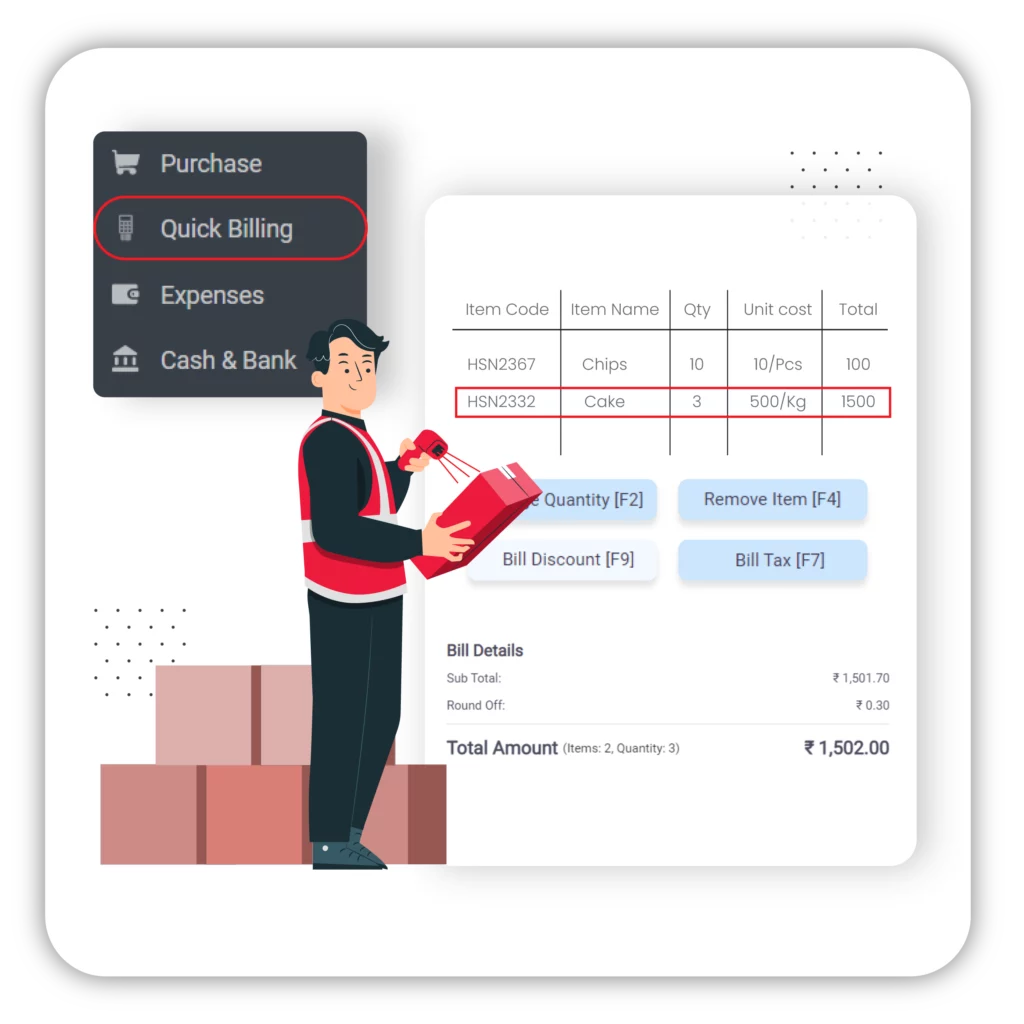 Purchase
Quick Billing
Expenses
Cash & Bank
Item Code Item Name Qty Unit cost Total
HSN2367 Chips 10 10/Pcs 100
HSN2332 Cake 3 500/Kg 1500
Quantity [F2] Remove Item [F4]
Bill Discount [F9] Bill Tax [F7]
Bill Details
Sub Total: ₹ 1,501.70
Round Off: ₹ 0.30
Total Amount (Items: 2, Quantity: 3) ₹ 1,502.00